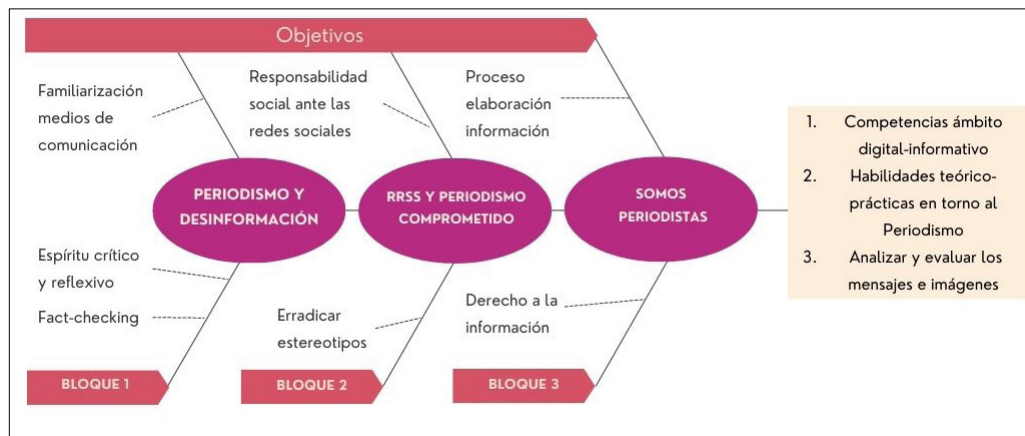 Objetivos
Familiarización
medios de
comunicación
Responsabilidad
social ante las
redes sociales
Proceso
elaboración
información
PERIODISMO Y
DESINFORMACIÓN
RRSS Y PERIODISMO
COMPROMETIDO
SOMOS
PERIODISTAS
1. Competencias ámbito
digital-informativo
2. Habilidades teórico-
prácticas en torno al
Periodismo
3. Analizar y evaluar los
mensajes e imágenes
Espíritu crítico
y reflexivo
Fact-checking
Erradicar
estereotipos
Derecho a la
información
BLOQUE 1
BLOQUE 2
BLOQUE 3